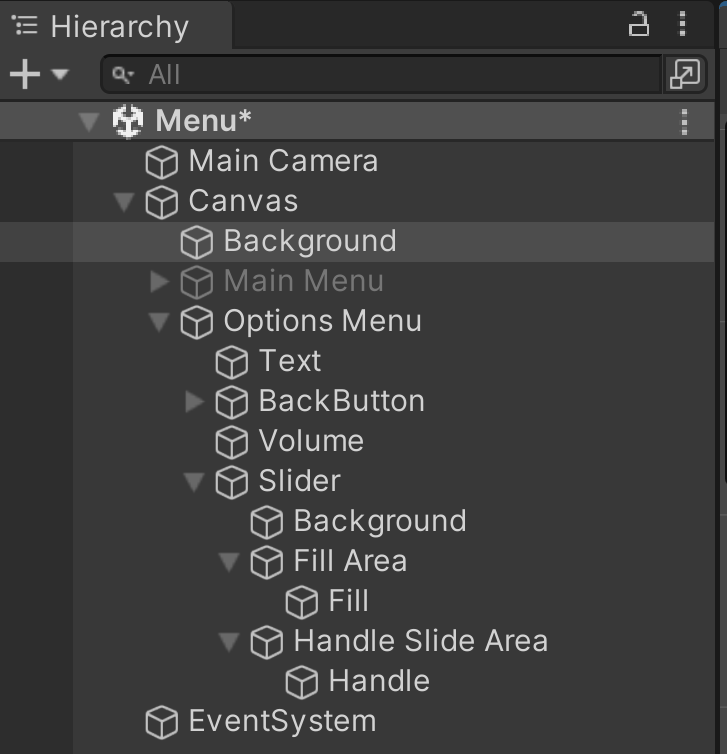 Hierarchy
All
Menu*
Main Camera
Canvas
Background
Main Menu
Options Menu
Text
BackButton
Volume
Slider
Background
Fill Area
Fill
Handle Slide Area
Handle
EventSystem